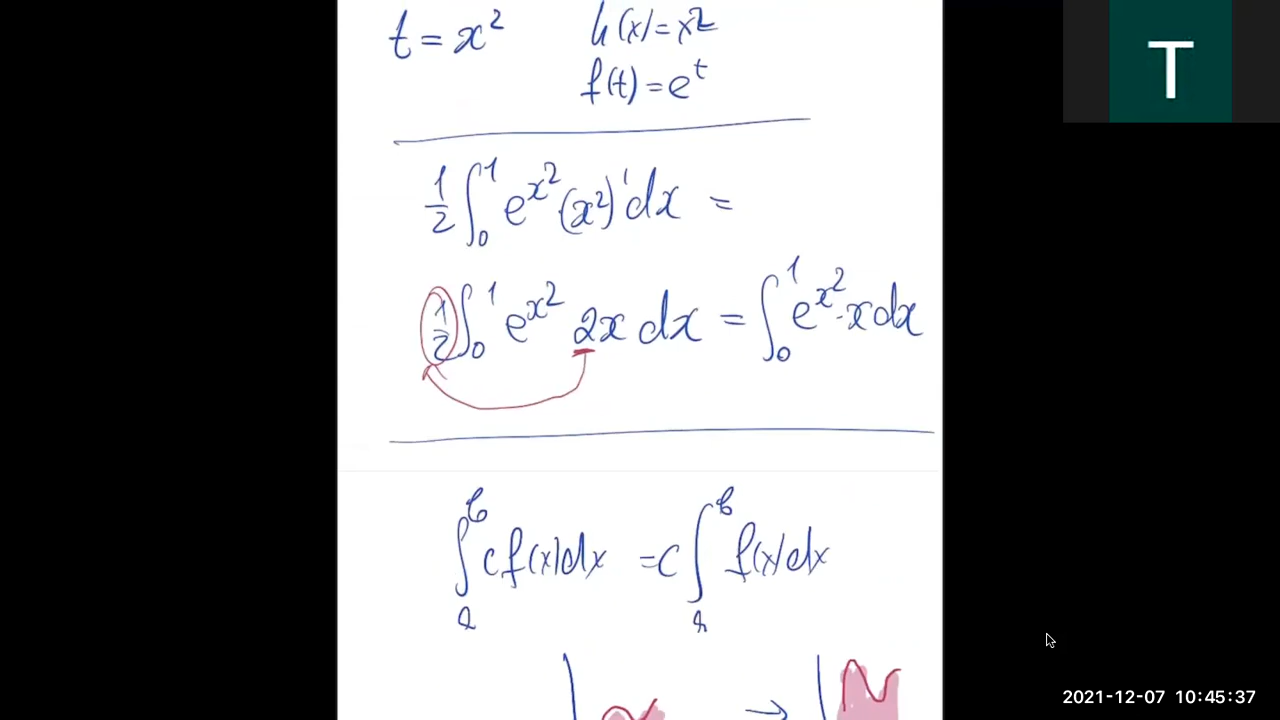 t = x²    h(x) = x²
f(t) = e^t
½ ∫₀¹ e^{x²} (x²)' dx =
½ ∫₀¹ e^{x²} 2x dx = ∫₀¹ e^{x²} · x dx
∫ₐᵇ c f(x) dx = c ∫ₐᵇ f(x) dx
→
T
2021-12-07 10:45:37